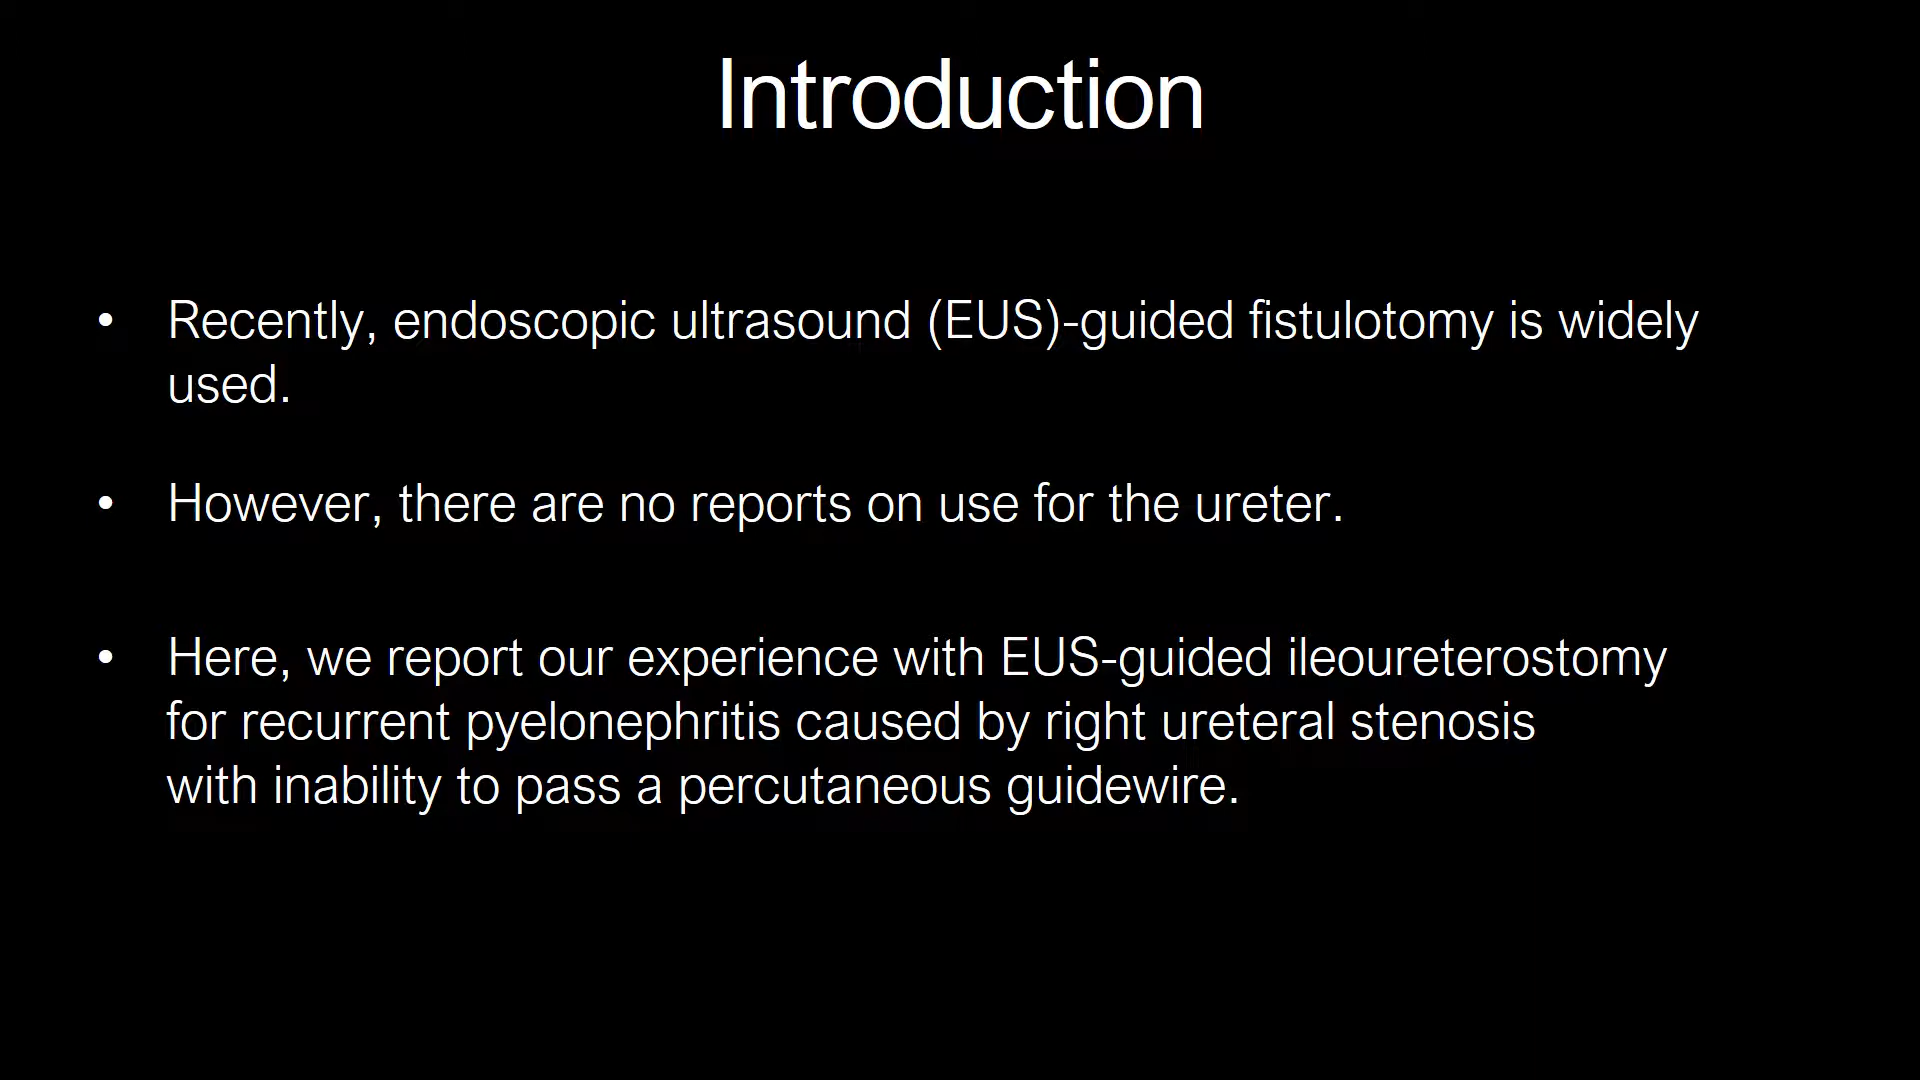 Introduction
• Recently, endoscopic ultrasound (EUS)-guided fistulotomy is widely
used.
• However, there are no reports on use for the ureter.
• Here, we report our experience with EUS-guided ileoureterostomy
for recurrent pyelonephritis caused by right ureteral stenosis
with inability to pass a percutaneous guidewire.